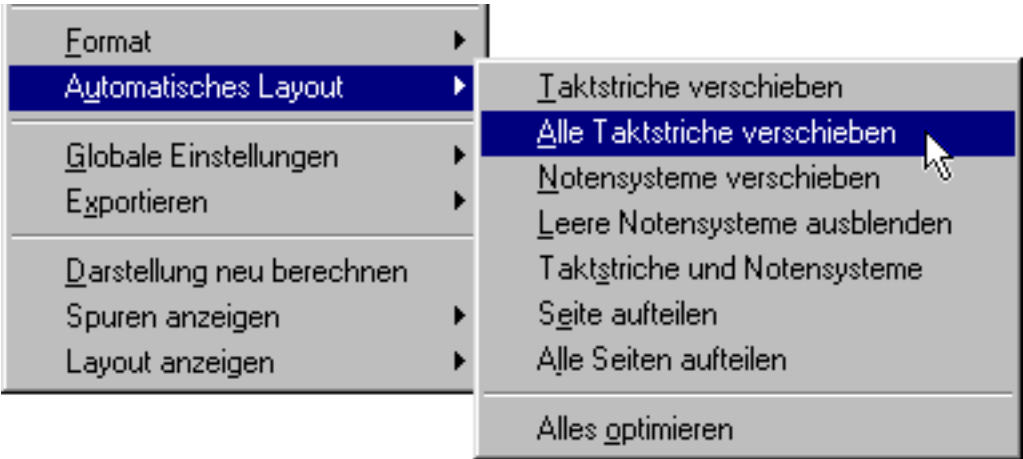 Format
Automatisches Layout
Globale Einstellungen
Exportieren
Darstellung neu berechnen
Spuren anzeigen
Layout anzeigen
Taktstriche verschieben
Alle Taktstriche verschieben
Notensysteme verschieben
Leere Notensysteme ausblenden
Taktstriche und Notensysteme
Seite aufteilen
Alle Seiten aufteilen
Alles optimieren